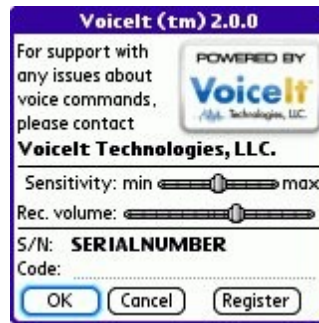 VoiceIt (tm) 2.0.0
For support with
any issues about
voice commands,
please contact
VoiceIt Technologies, LLC.
POWERED BY
VoiceIt
Technologies, LLC.
Sensitivity: min max
Rec. volume:
S/N: SERIALNUMBER
Code:
OK Cancel Register